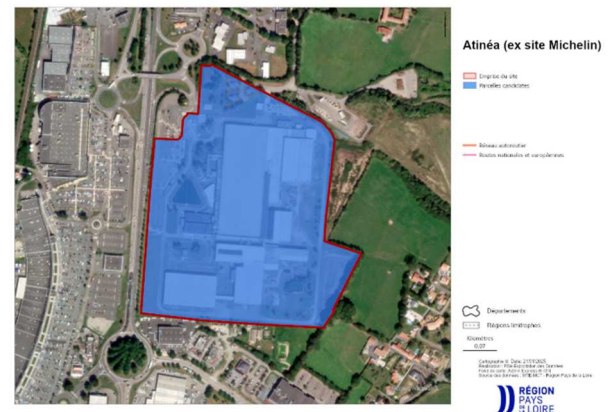 Atinéa (ex site Michelin)
Emprise du site
Parcelles candidates
Réseau autoroutier
Routes nationales et européennes
Départements
Régions limitrophes
Kilomètres
0,07
RÉGION
PAYS
DE LA LOIRE